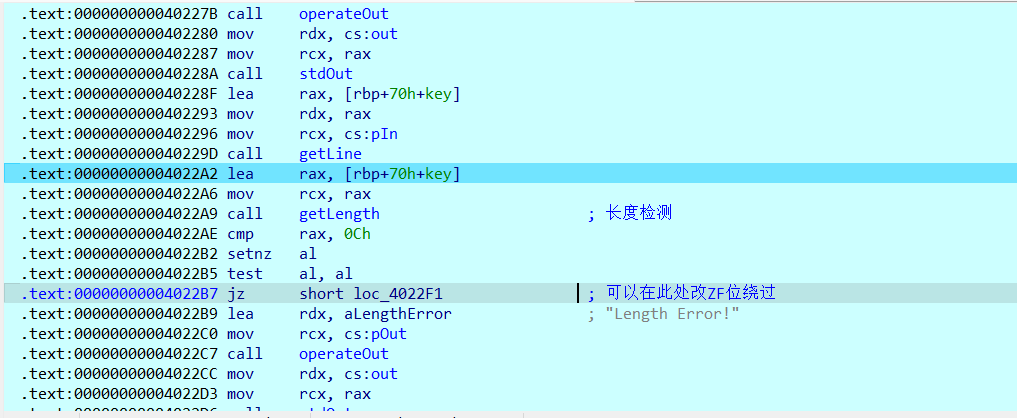 .text:000000000040227B call operateOut
.text:0000000000402280 mov rdx, cs:out
.text:0000000000402287 mov rcx, rax
.text:000000000040228A call stdOut
.text:000000000040228F lea rax, [rbp+70h+key]
.text:0000000000402293 mov rdx, rax
.text:0000000000402296 mov rcx, cs:pIn
.text:000000000040229D call getLine
.text:00000000004022A2 lea rax, [rbp+70h+key]
.text:00000000004022A6 mov rcx, rax
.text:00000000004022A9 call getLength ; 长度检测
.text:00000000004022AE cmp rax, 0Ch
.text:00000000004022B2 setnz al
.text:00000000004022B5 test al, al
.text:00000000004022B7 jz short loc_4022F1 ; 可以在此处改ZF位绕过
.text:00000000004022B9 lea rdx, aLengthError ; "Length Error!"
.text:00000000004022C0 mov rcx, cs:pOut
.text:00000000004022C7 call operateOut
.text:00000000004022CC mov rdx, cs:out
.text:00000000004022D3 mov rcx, rax